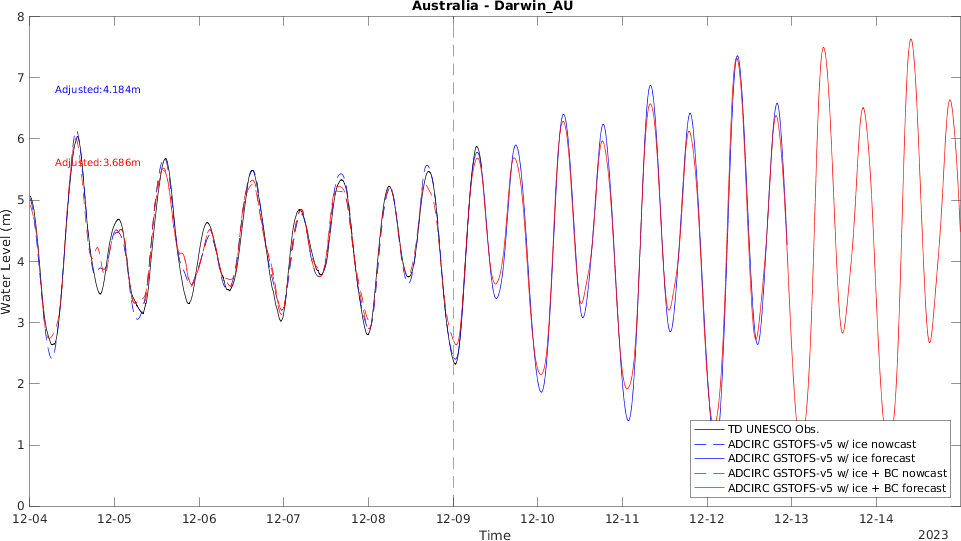 Australia - Darwin_AU
8
7
6
5
4
3
2
1
0
Water Level (m)
Adjusted:4.184m
Adjusted:3.686m
TD UNESCO Obs.
ADCIRC GSTOFS-v5 w/ ice nowcast
ADCIRC GSTOFS-v5 w/ ice forecast
ADCIRC GSTOFS-v5 w/ ice + BC nowcast
ADCIRC GSTOFS-v5 w/ ice + BC forecast
12-04 12-05 12-06 12-07 12-08 12-09 12-10 12-11 12-12 12-13 12-14
Time
2023